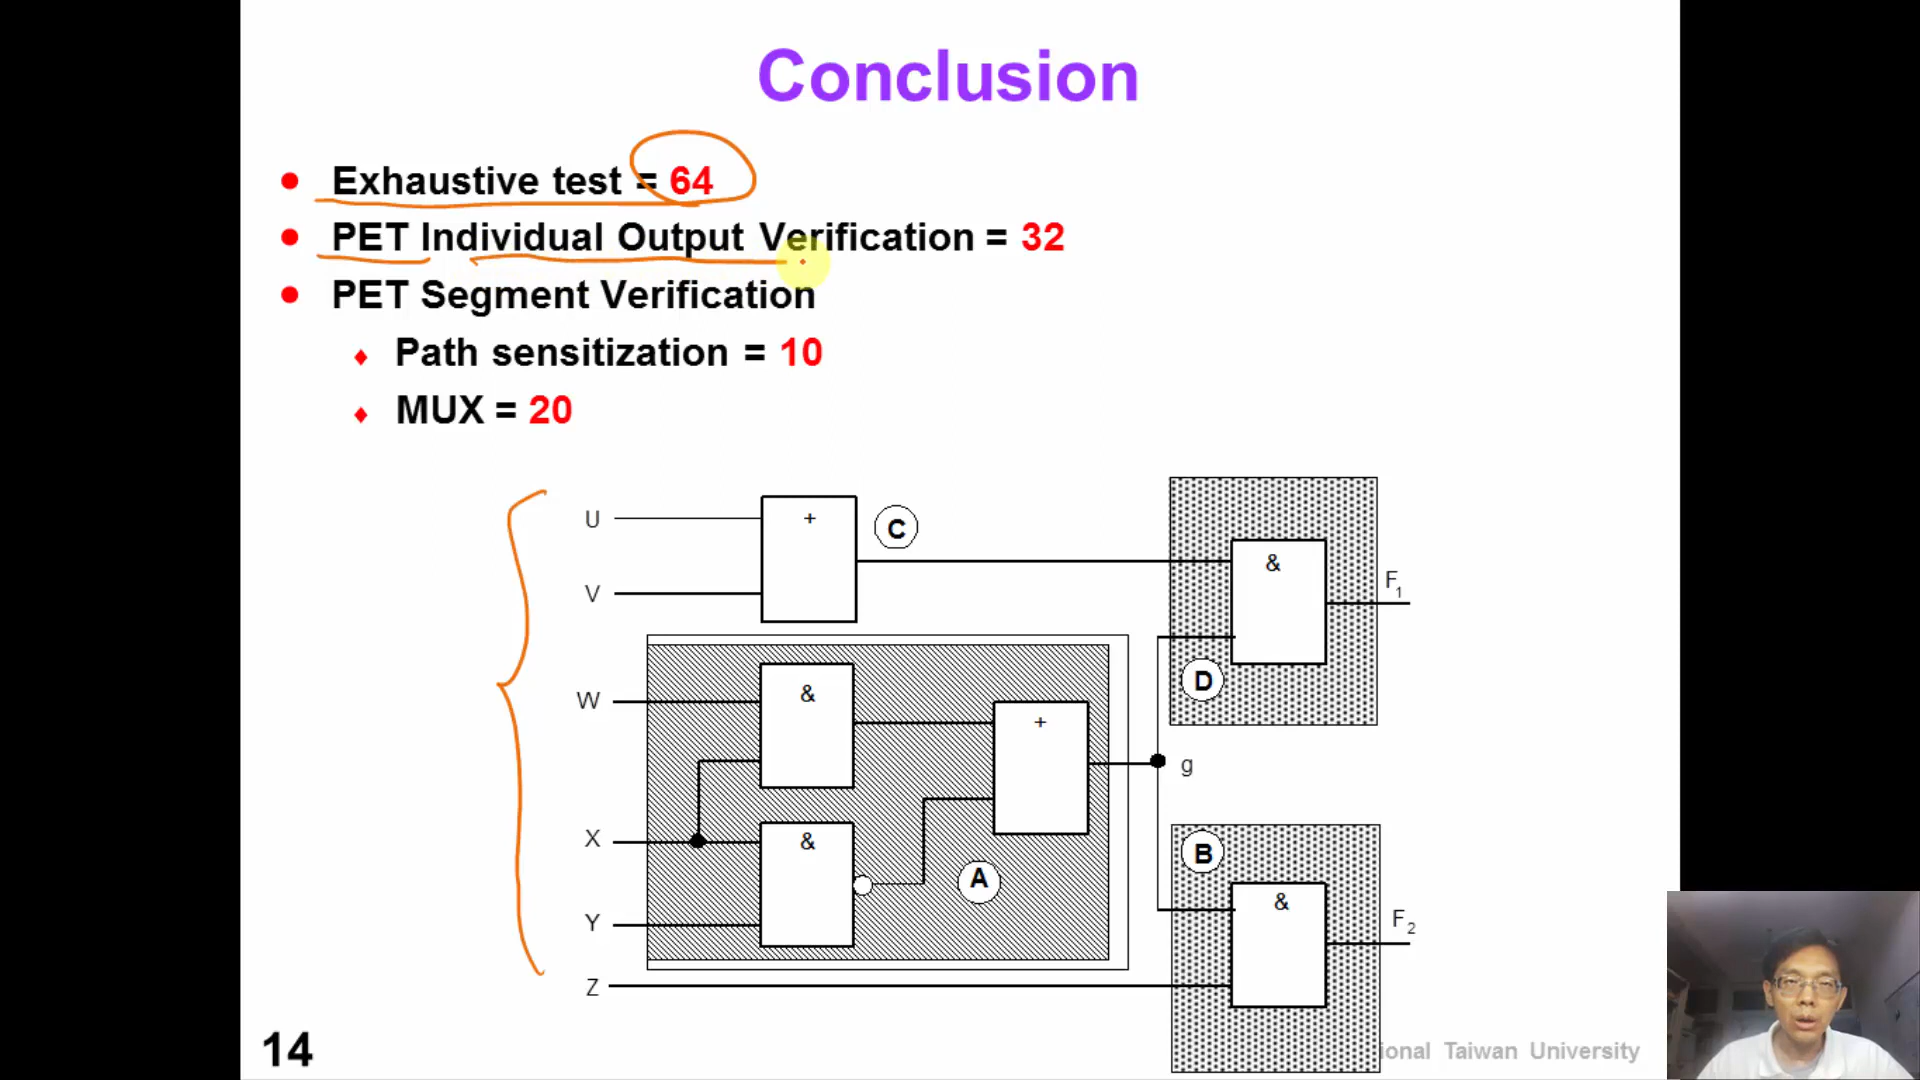 Conclusion
Exhaustive test = 64
PET Individual Output Verification = 32
PET Segment Verification
Path sensitization = 10
MUX = 20
U
+
C
V
&
F1
D
W
&
+
g
X
&
A
B
&
Y
F2
Z
14
ional Taiwan University